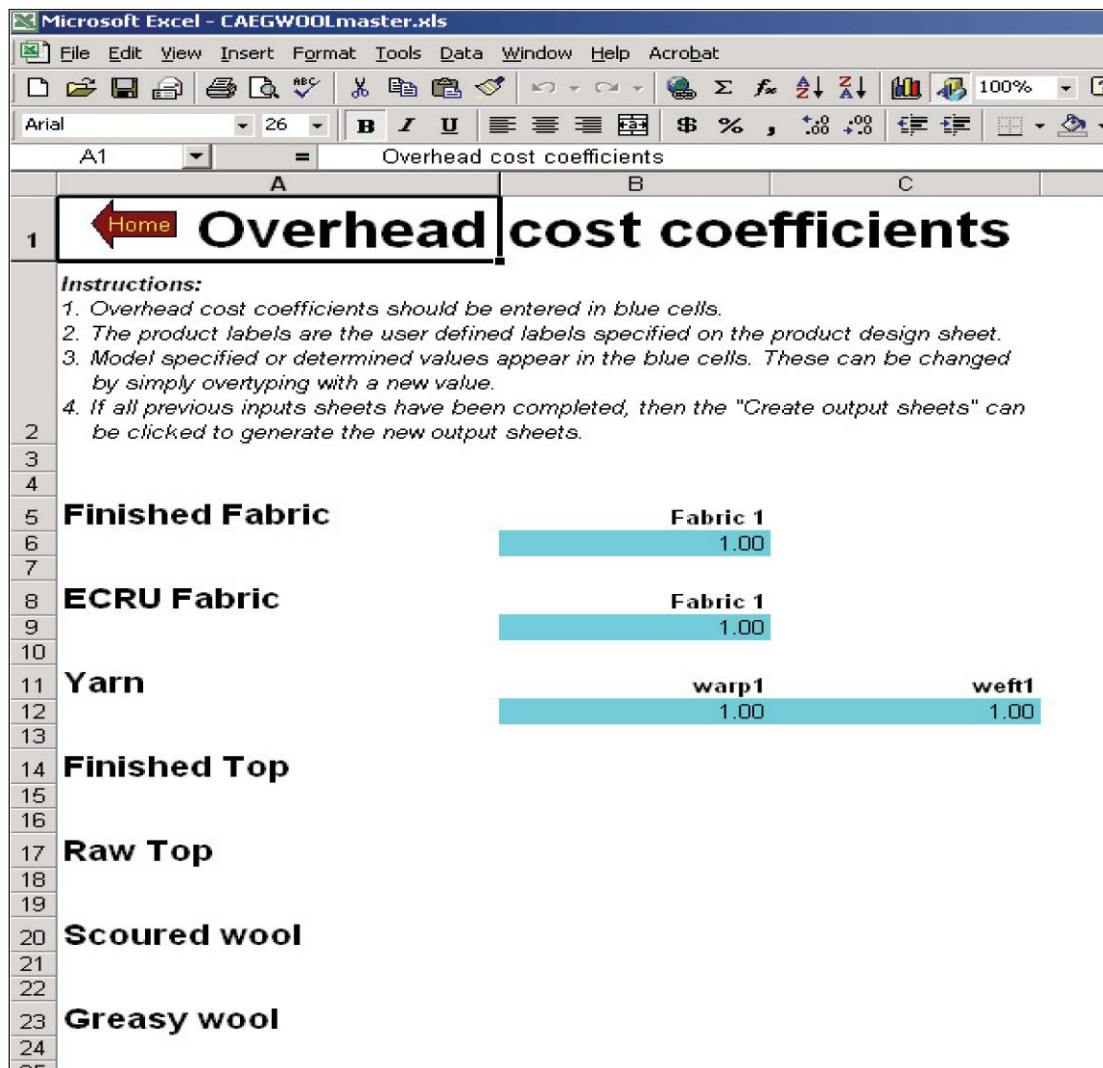 Microsoft Excel - CAEGWOOLmaster.xls
File Edit View Insert Format Tools Data Window Help Acrobat
ABC Σ fx A Z Z A 100%
Arial 26 B I U $ % , .0 .00 .00 .0
A1 = Overhead cost coefficients
A B C
1 Home Overhead cost coefficients
Instructions:
1. Overhead cost coefficients should be entered in blue cells.
2. The product labels are the user defined labels specified on the product design sheet.
3. Model specified or determined values appear in the blue cells. These can be changed
by simply overtyping with a new value.
4. If all previous inputs sheets have been completed, then the "Create output sheets" can
2 be clicked to generate the new output sheets.
3
4
5 Finished Fabric Fabric 1
6 1.00
7
8 ECRU Fabric Fabric 1
9 1.00
10
11 Yarn warp1 weft1
12 1.00 1.00
13
14 Finished Top
15
16
17 Raw Top
18
19
20 Scoured wool
21
22
23 Greasy wool
24